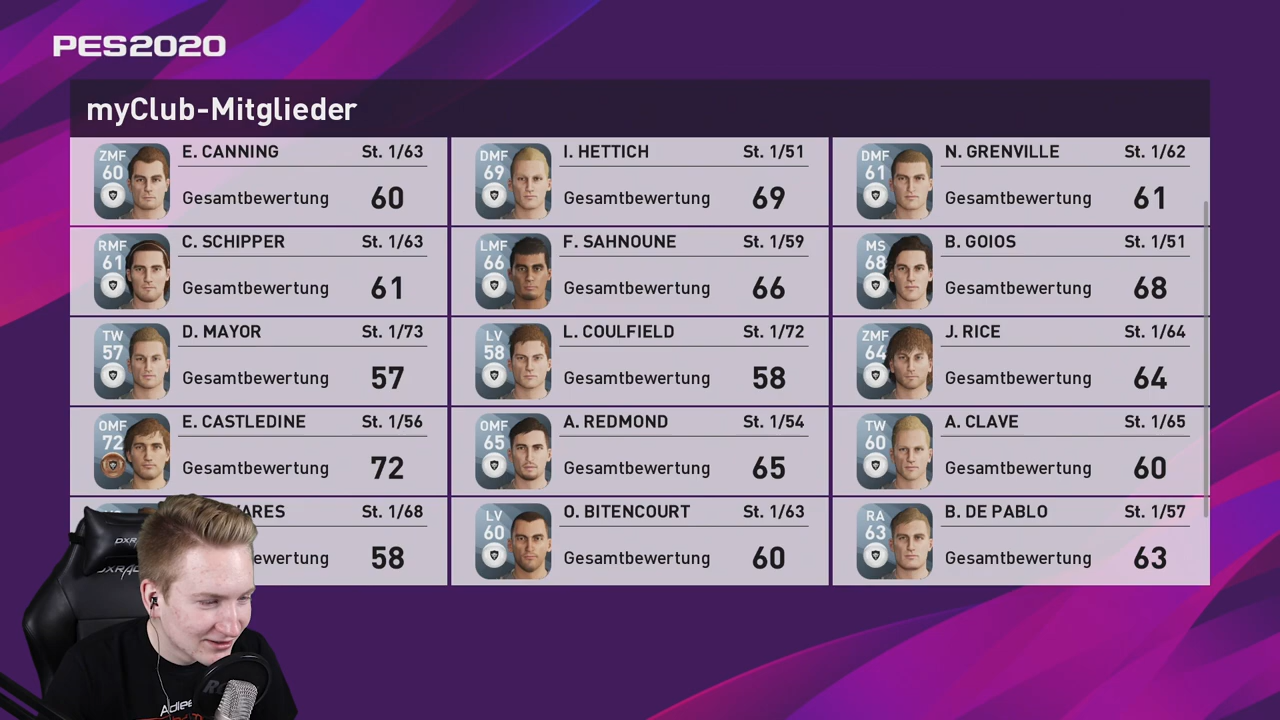 PES2020
myClub-Mitglieder
ZMF 60 E. CANNING St. 1/63
Gesamtbewertung 60
DMF 69 I. HETTICH St. 1/51
Gesamtbewertung 69
DMF 61 N. GRENVILLE St. 1/62
Gesamtbewertung 61
RMF 61 C. SCHIPPER St. 1/63
Gesamtbewertung 61
LMF 66 F. SAHNOUNE St. 1/59
Gesamtbewertung 66
MS 68 B. GOIOS St. 1/51
Gesamtbewertung 68
TW 57 D. MAYOR St. 1/73
Gesamtbewertung 57
LV 58 L. COULFIELD St. 1/72
Gesamtbewertung 58
ZMF 64 J. RICE St. 1/64
Gesamtbewertung 64
OMF 72 E. CASTLEDINE St. 1/56
Gesamtbewertung 72
OMF 65 A. REDMOND St. 1/54
Gesamtbewertung 65
TW 60 A. CLAVE St. 1/65
Gesamtbewertung 60
ARES St. 1/68
ewertung 58
LV 60 O. BITENCOURT St. 1/63
Gesamtbewertung 60
RA 63 B. DE PABLO St. 1/57
Gesamtbewertung 63